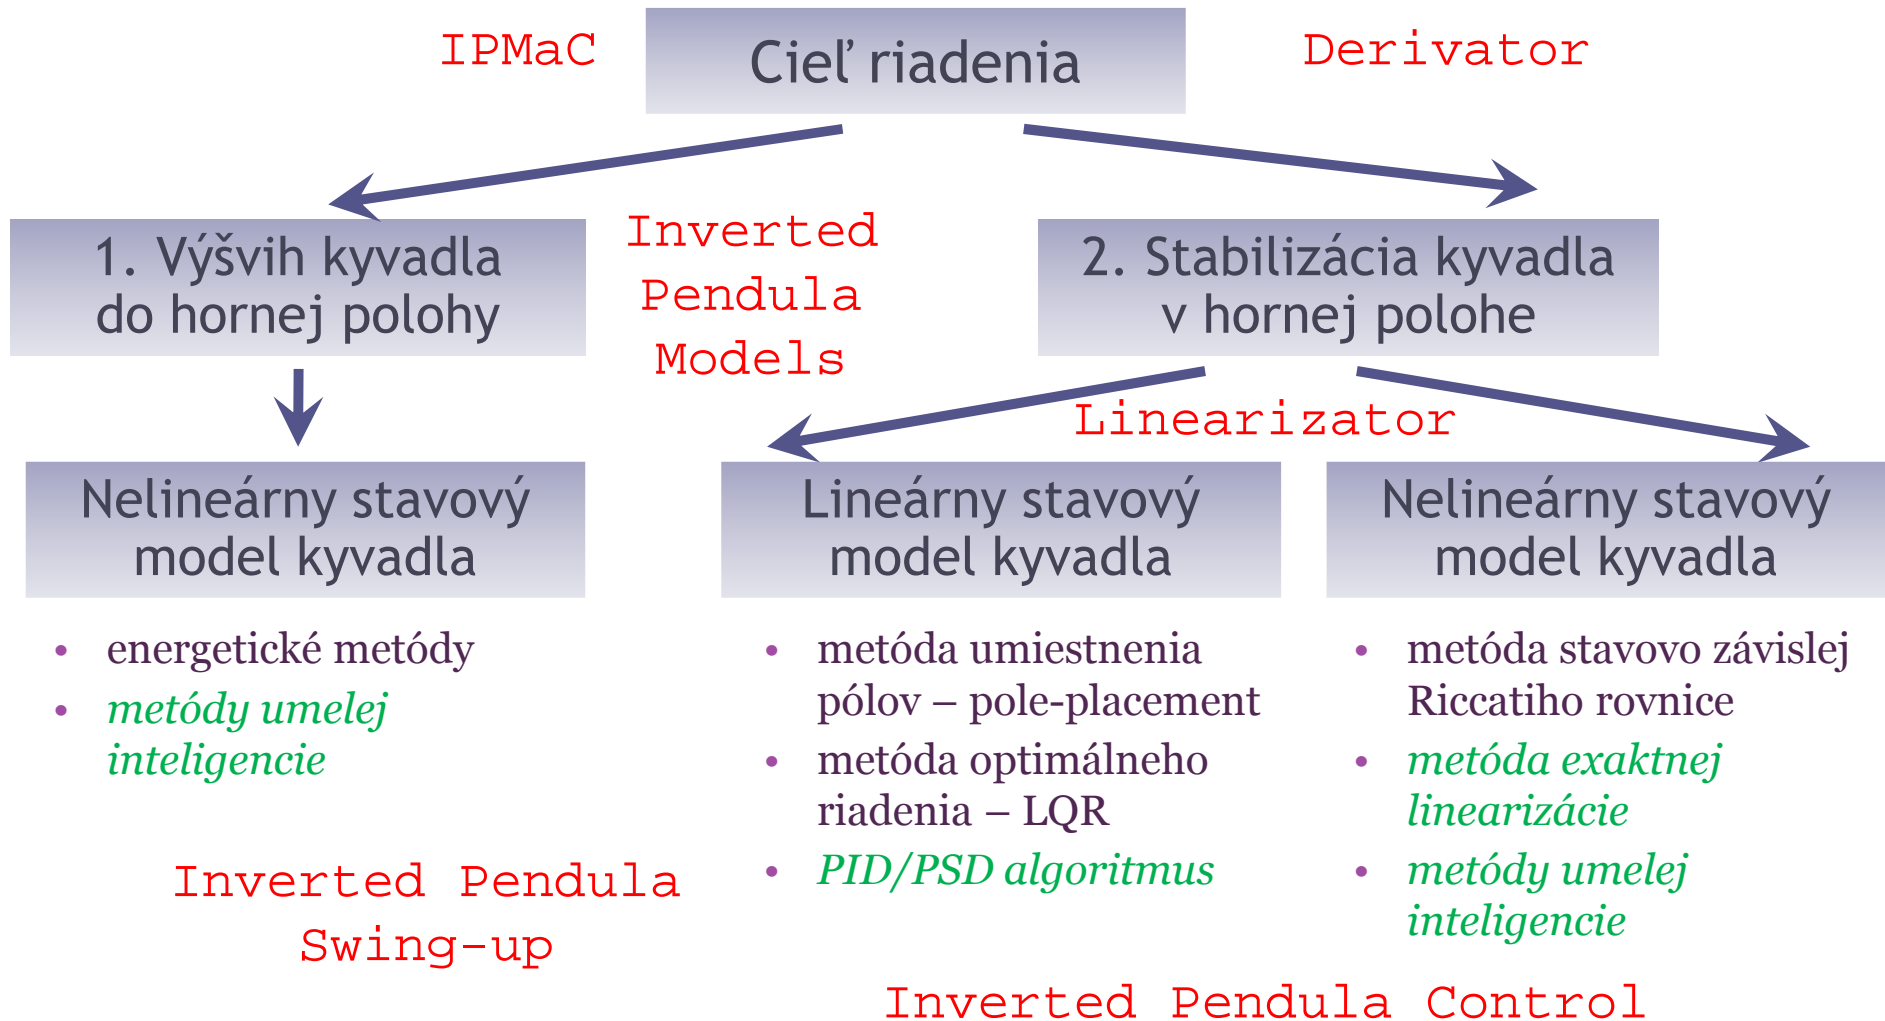 IPMaC
Cieľ riadenia
Derivator
1. Výšvih kyvadla
do hornej polohy
Inverted
Pendula
Models
2. Stabilizácia kyvadla
v hornej polohe
Linearizator
Nelineárny stavový
model kyvadla
Lineárny stavový
model kyvadla
Nelineárny stavový
model kyvadla
• energetické metódy
• metódy umelej
inteligencie
• metóda umiestnenia
pólov – pole-placement
• metóda optimálneho
riadenia – LQR
• PID/PSD algoritmus
• metóda stavovo závislej
Riccatiho rovnice
• metóda exaktnej
linearizácie
• metódy umelej
inteligencie
Inverted Pendula
Swing-up
Inverted Pendula Control